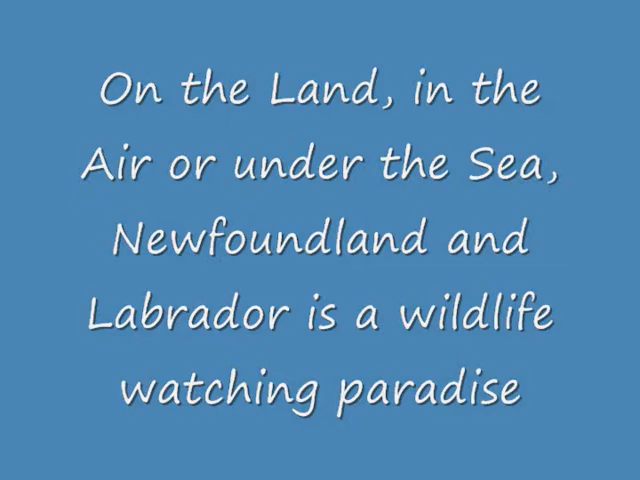 On the Land, in the
Air or under the Sea,
Newfoundland and
Labrador is a wildlife
watching paradise